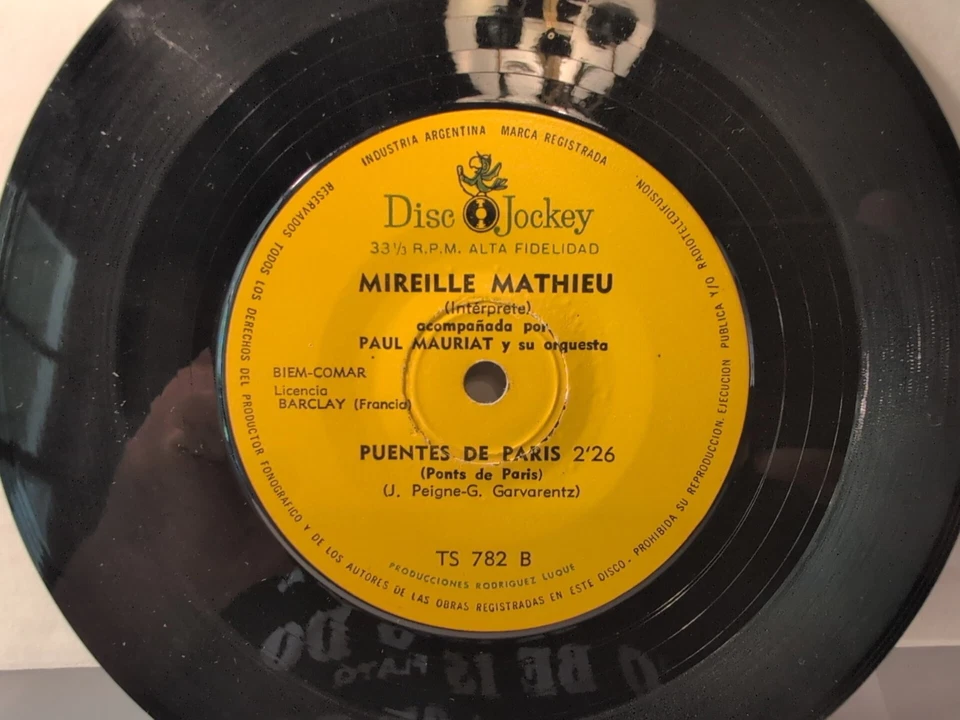 INDUSTRIA ARGENTINA MARCA REGISTRADA
Disc Jockey
33⅓ R.P.M. ALTA FIDELIDAD
MIREILLE MATHIEU
(Intérprete)
acompañada por
PAUL MAURIAT y su orquesta
BIEM-COMAR
Licencia
BARCLAY (Francia)
PUENTES DE PARIS 2'26
(Ponts de Paris)
(J. Peigne-G. Garvarentz)
TS 782 B
PRODUCCIONES RODRIGUEZ LUQUE
RESERVADOS TODOS LOS DERECHOS DEL PRODUCTOR FONOGRAFICO Y DE LOS AUTORES DE LAS OBRAS REGISTRADAS EN ESTE DISCO. PROHIBIDA SU REPRODUCCION, EJECUCION PUBLICA Y/O RADIOTELEDIFUSION